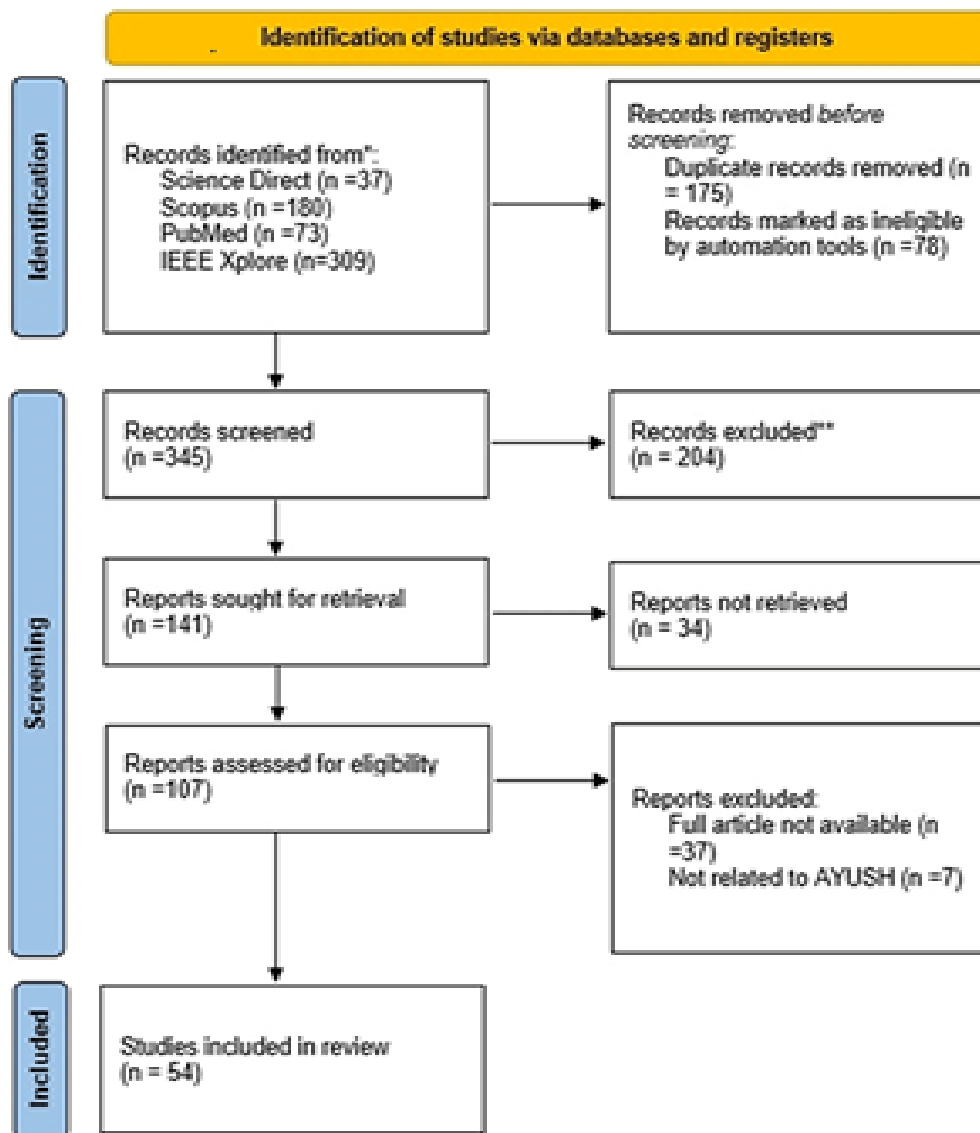 Identification of studies via databases and registers
Identification
Records identified from*:
Science Direct (n =37)
Scopus (n =180)
PubMed (n =73)
IEEE Xplore (n=309)
Records removed before
screening:
Duplicate records removed (n
= 175)
Records marked as ineligible
by automation tools (n =78)
Screening
Records screened
(n =345)
Records excluded**
(n = 204)
Reports sought for retrieval
(n =141)
Reports not retrieved
(n = 34)
Reports assessed for eligibility
(n =107)
Reports excluded:
Full article not available (n
=37)
Not related to AYUSH (n =7)
Included
Studies included in review
(n = 54)